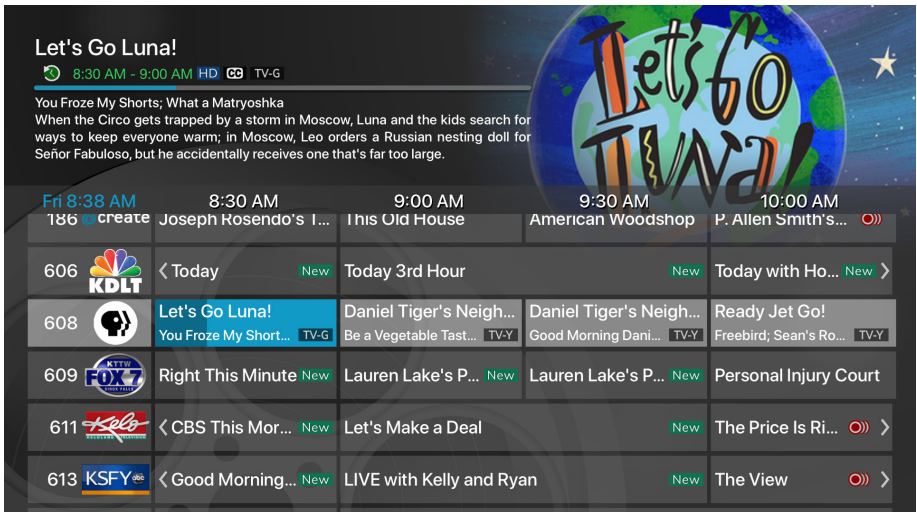 Let's Go Luna!
8:30 AM - 9:00 AM HD CC TV-G
You Froze My Shorts; What a Matryoshka
When the Circo gets trapped by a storm in Moscow, Luna and the kids search for
ways to keep everyone warm; in Moscow, Leo orders a Russian nesting doll for
Señor Fabuloso, but he accidentally receives one that's far too large.
Let's GO LUNA!
Fri 8:38 AM 8:30 AM 9:00 AM 9:30 AM 10:00 AM
186 create Joseph Rosendo's T... This Old House American Woodshop P. Allen Smith's...
606 KDLT Today New Today 3rd Hour New Today with Ho... New
608 Let's Go Luna! Daniel Tiger's Neigh... Daniel Tiger's Neigh... Ready Jet Go!
You Froze My Short... TV-G Be a Vegetable Tast... TV-Y Good Morning Dani... TV-Y Freebird; Sean's Ro... TV-Y
609 KTTW FOX 7 SIOUX FALLS Right This Minute New Lauren Lake's P... New Lauren Lake's P... New Personal Injury Court
611 Kelo KELOLAND TELEVISION CBS This Mor... New Let's Make a Deal New The Price Is Ri...
613 KSFY abc Good Morning... New LIVE with Kelly and Ryan New The View